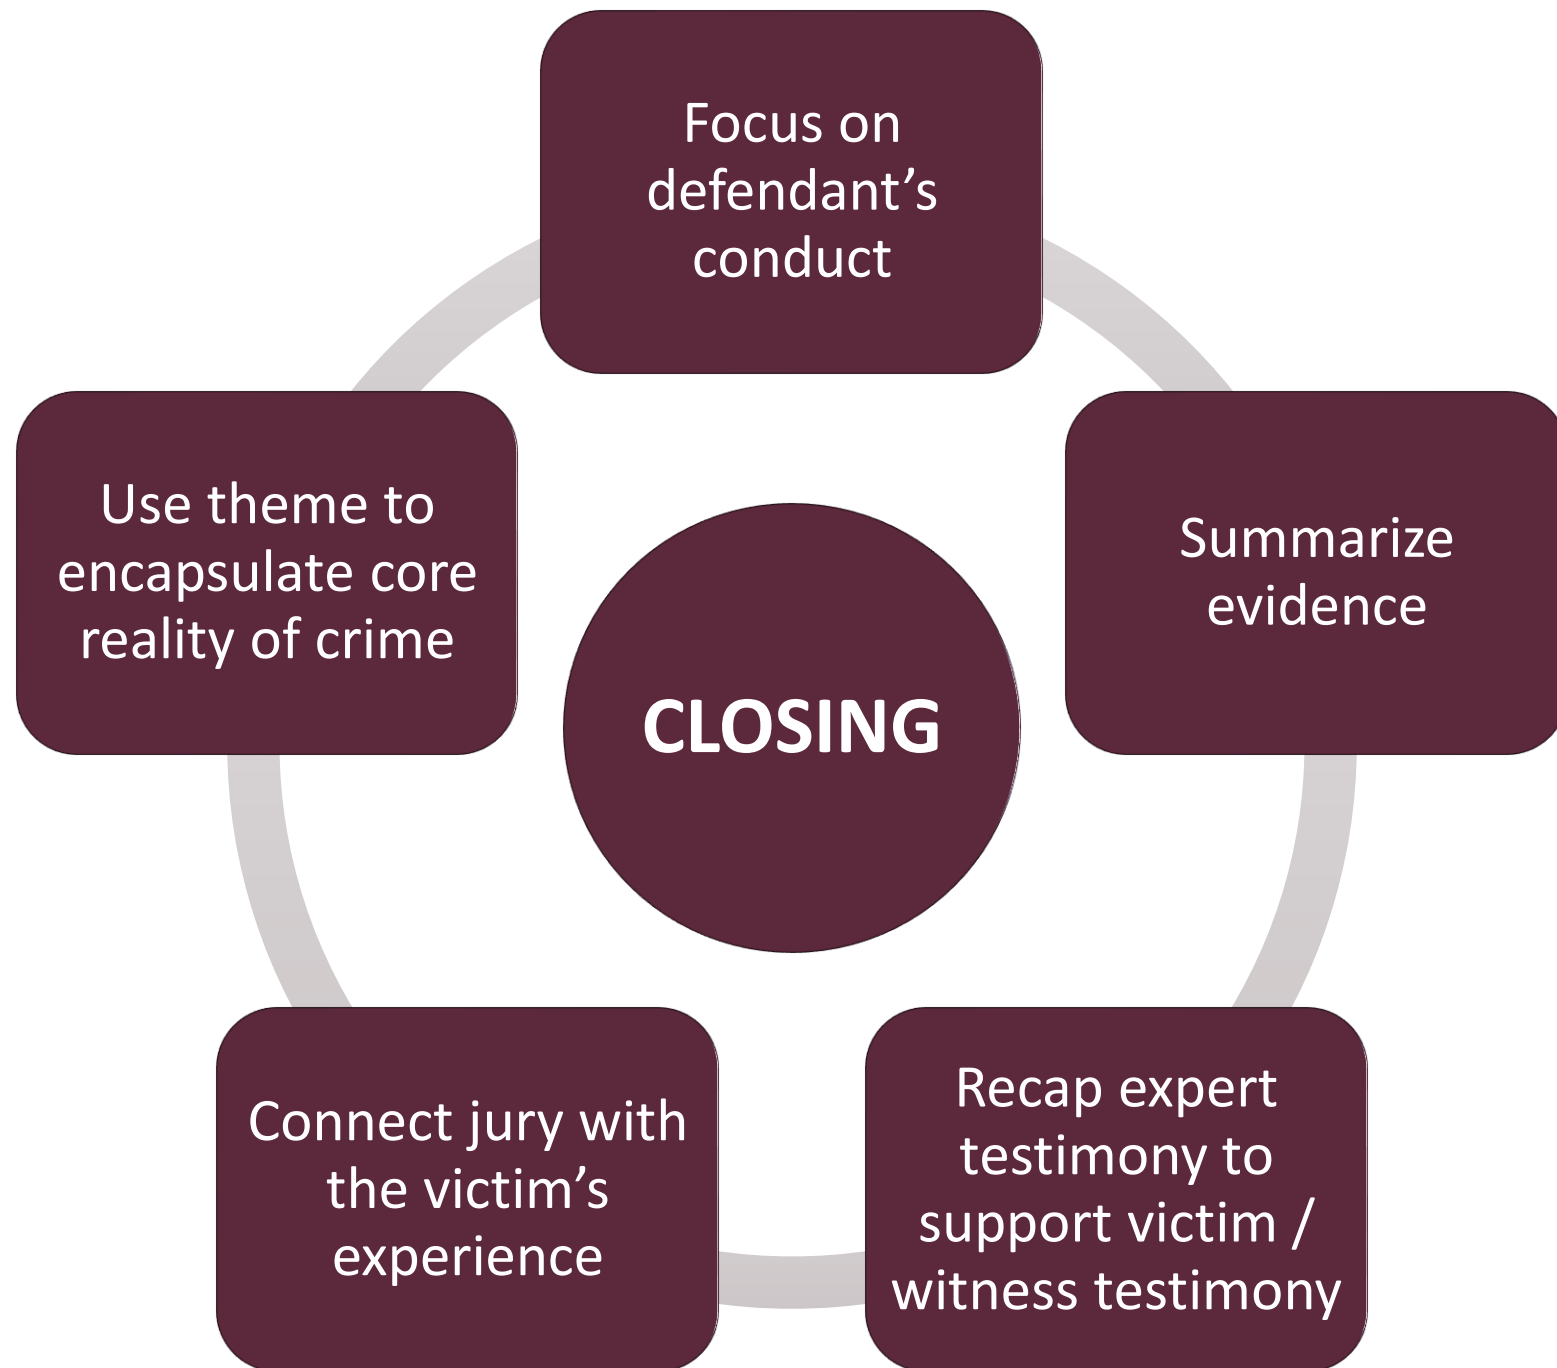 Focus on
defendant’s
conduct
Summarize
evidence
Recap expert
testimony to
support victim /
witness testimony
Connect jury with
the victim’s
experience
Use theme to
encapsulate core
reality of crime
CLOSING